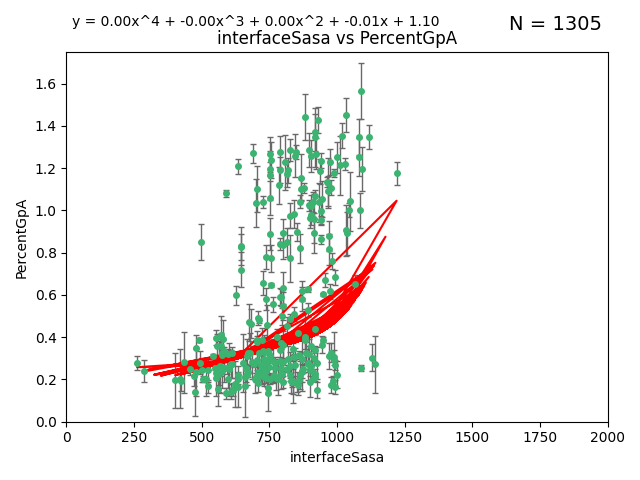 y = 0.00x^4 + -0.00x^3 + 0.00x^2 + -0.01x + 1.10
N = 1305
interfaceSasa vs PercentGpA
1.6
1.4
1.2
1.0
0.8
0.6
0.4
0.2
0.0
PercentGpA
0 250 500 750 1000 1250 1500 1750 2000
interfaceSasa